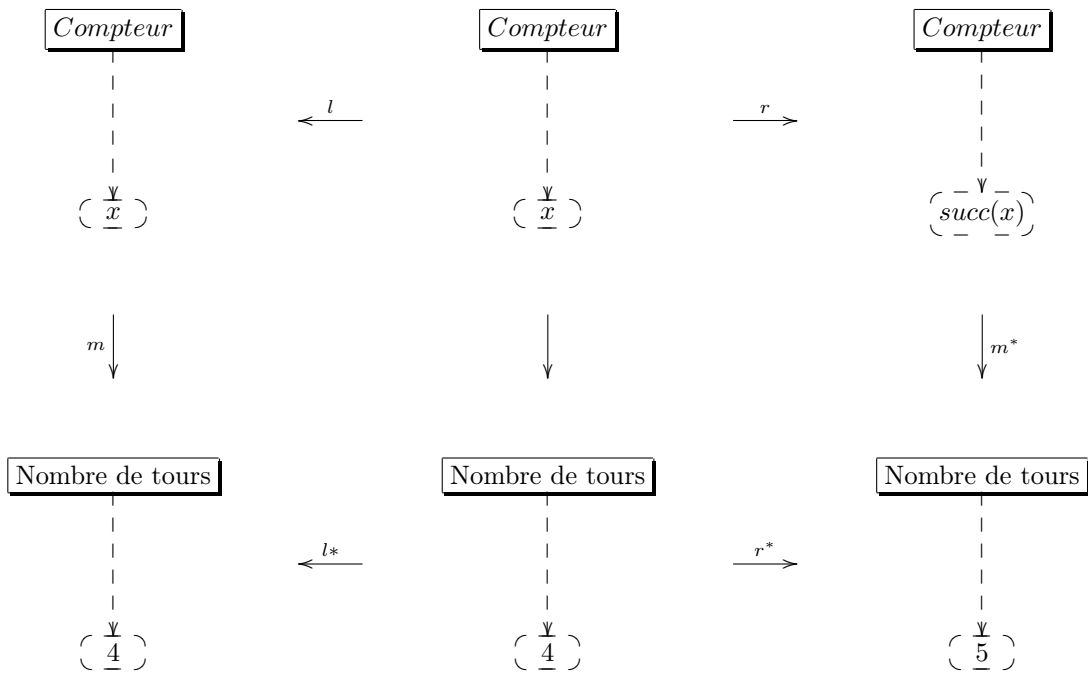 Compteur Compteur Compteur
l r
x x succ(x)
m m*
Nombre de tours Nombre de tours Nombre de tours
l* r*
4 4 5